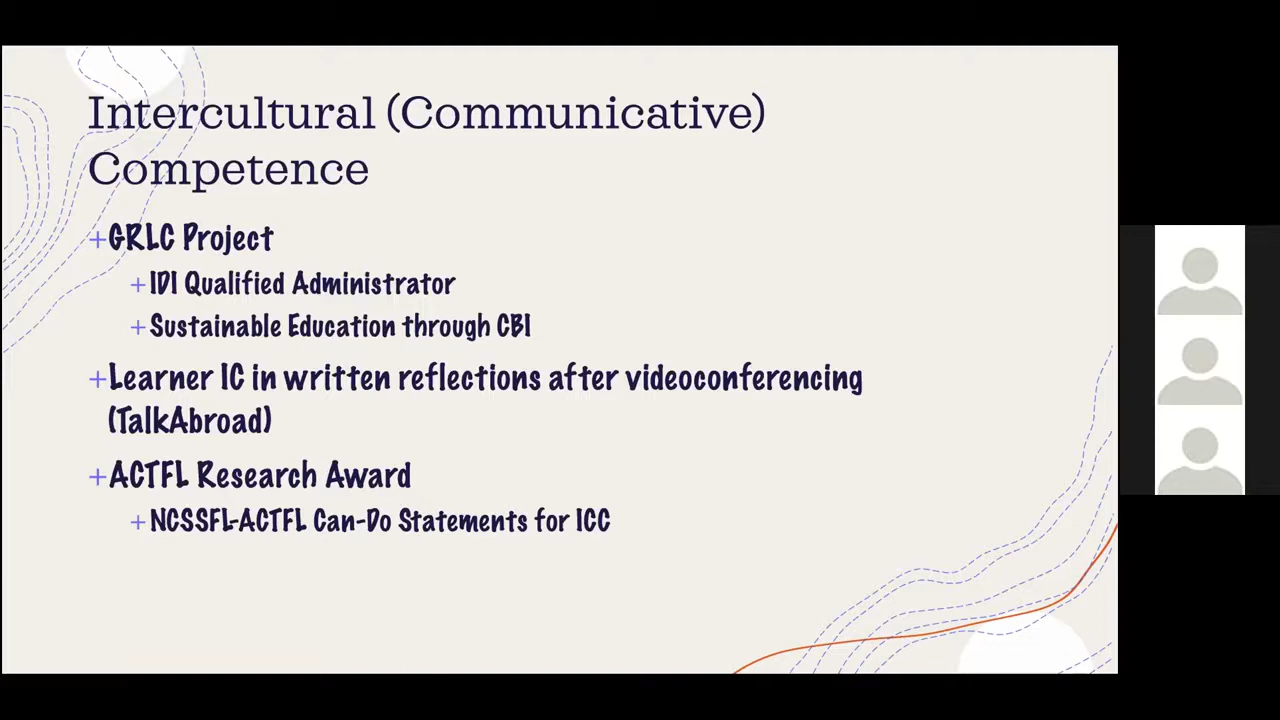 Intercultural (Communicative)
Competence
+GRLC Project
+IDI Qualified Administrator
+Sustainable Education through CBI
+Learner IC in written reflections after videoconferencing
(TalkAbroad)
+ACTFL Research Award
+NCSSFL-ACTFL Can-Do Statements for ICC